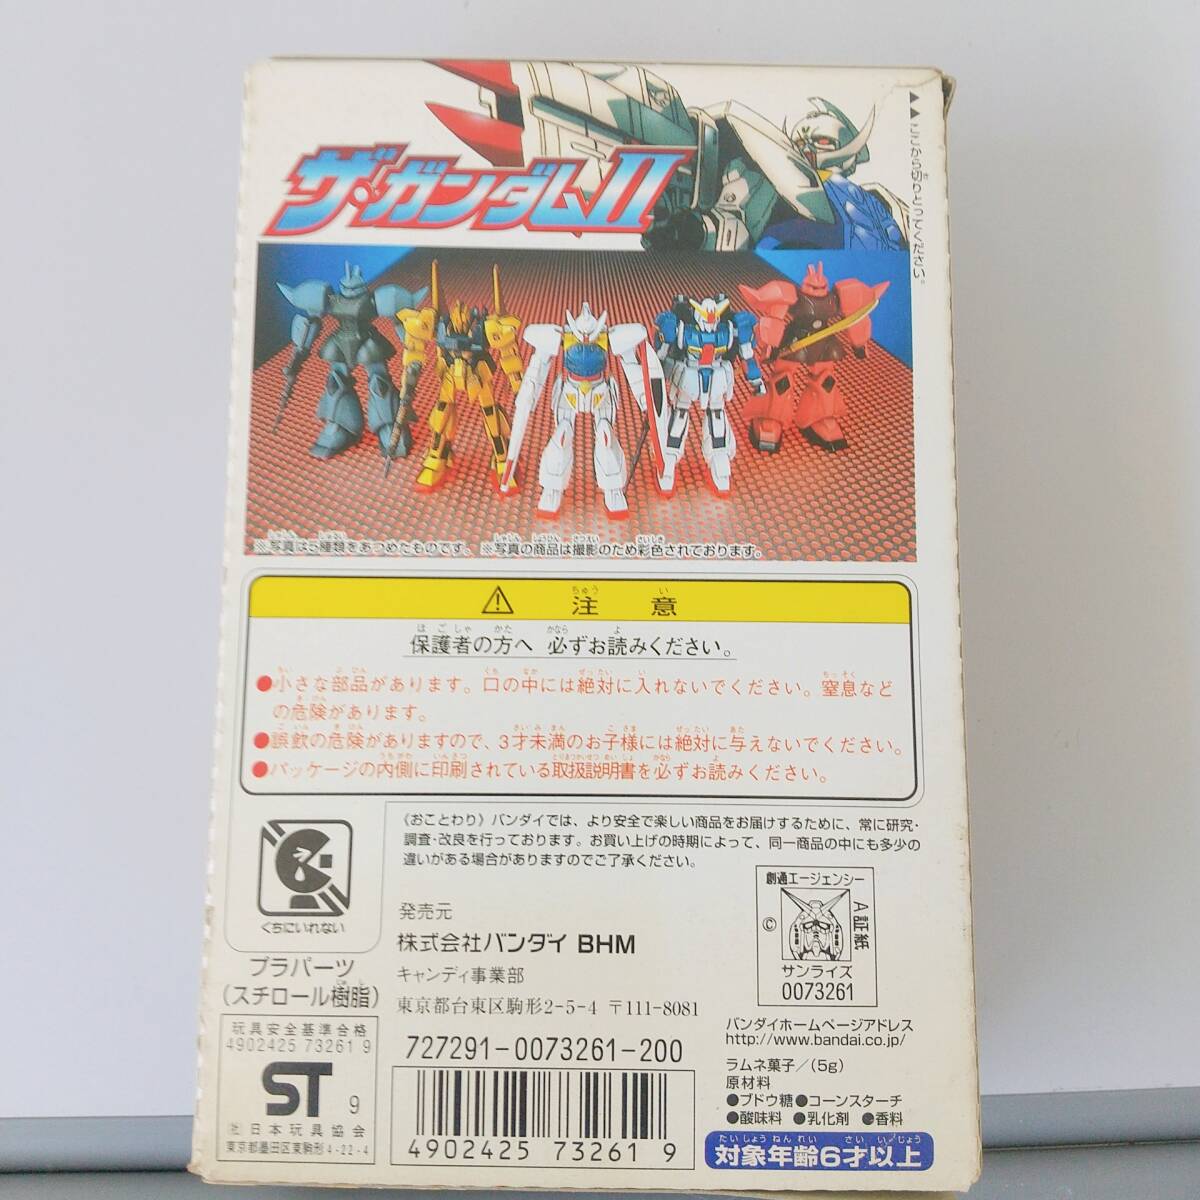 ザ・ガンダムII
▲▲ここから切りとってください。
※写真は5種類をあつめたものです。 ※写真の商品は撮影のため彩色されております。
注意
保護者の方へ 必ずお読みください。
●小さな部品があります。口の中には絶対に入れないでください。窒息など
の危険があります。
●誤飲の危険がありますので、3才未満のお子様には絶対に与えないでください。
●パッケージの内側に印刷されている取扱説明書を必ずお読みください。
《おことわり》バンダイでは、より安全で楽しい商品をお届けするために、常に研究・
調査・改良を行っております。お買い上げの時期によって、同一商品の中にも多少の
違いがある場合がありますのでご了承ください。
くちにいれない
プラパーツ
(スチロール樹脂)
玩具安全基準合格
4902425 73261 9
ST 9
㈳日本玩具協会
東京都墨田区東駒形4-22-4
発売元
株式会社バンダイ BHM
キャンディ事業部
東京都台東区駒形2-5-4 〒111-8081
727291-0073261-200
4902425 73261 9
創通エージェンシー
©
A証紙
サンライズ
0073261
バンダイホームページアドレス
http://www.bandai.co.jp/
ラムネ菓子/(5g)
原材料
●ブドウ糖●コーンスターチ
●酸味料 ●乳化剤 ●香料
対象年齢6才以上